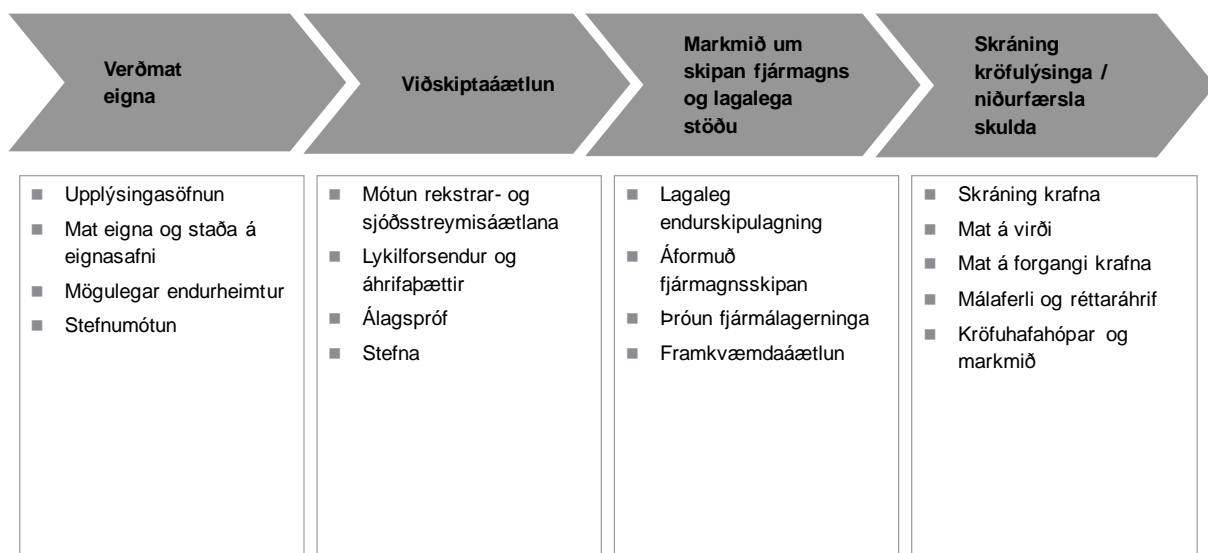 Verðmat
eigna
Viðskiptaáætlun
Markmið um
skipan fjármagns
og lagalega
stöðu
Skráning
kröfulýsinga /
niðurfærsla
skulda
Upplýsingasöfnun
Mat eigna og staða á
eignasafni
Mögulegar endurheimtur
Stefnumótun
Mótun rekstrar- og
sjóðsstreymisáætlana
Lykilforsendur og
áhrifaþættir
Álagspróf
Stefna
Lagaleg
endurskipulagning
Áformuð
fjármagnsskipan
Þróun fjármálagerninga
Framkvæmdaáætlun
Skráning krafna
Mat á virði
Mat á forgangi krafna
Málaferli og réttaráhrif
Kröfuhafahópar og
markmið